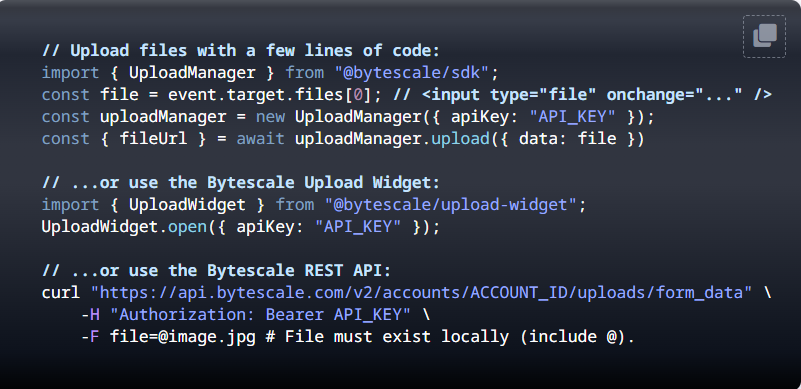 // Upload files with a few lines of code:
import { UploadManager } from "@bytescale/sdk";
const file = event.target.files[0]; // <input type="file" onchange="..." />
const uploadManager = new UploadManager({ apiKey: "API_KEY" });
const { fileUrl } = await uploadManager.upload({ data: file })
// ...or use the Bytescale Upload Widget:
import { UploadWidget } from "@bytescale/upload-widget";
UploadWidget.open({ apiKey: "API_KEY" });
// ...or use the Bytescale REST API:
curl "https://api.bytescale.com/v2/accounts/ACCOUNT_ID/uploads/form_data" \
    -H "Authorization: Bearer API_KEY" \
    -F file=@image.jpg # File must exist locally (include @).